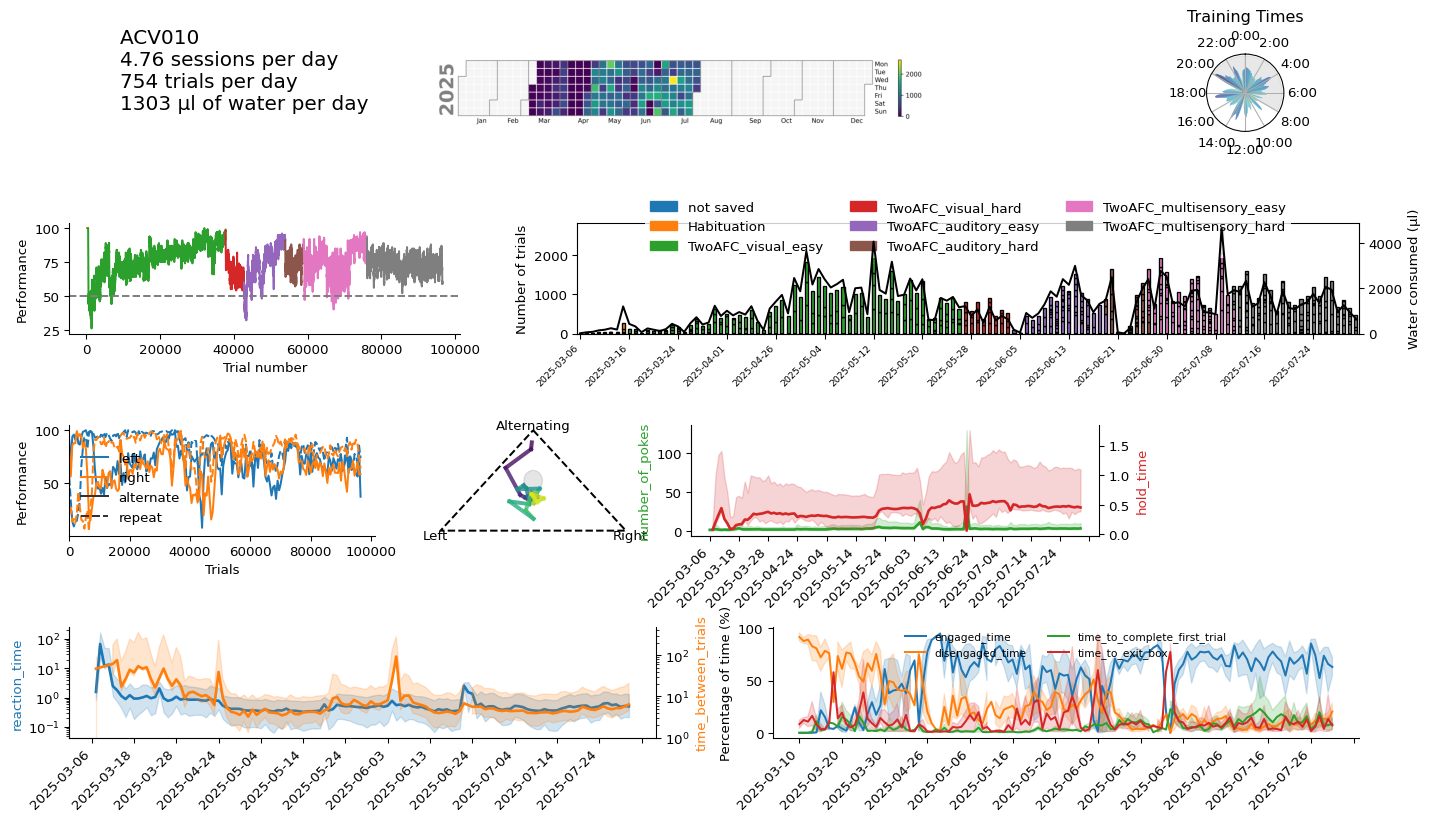 ACV010
4.76 sessions per day
754 trials per day
1303 µl of water per day
2025
Jan Feb Mar Apr May Jun Jul Aug Sep Oct Nov Dec
Mon
Tue
Wed
Thu
Fri
Sat
Sun
2000
1000
0
Training Times
0:00
2:00
4:00
6:00
8:00
10:00
12:00
14:00
16:00
18:00
20:00
22:00
Performance
100
75
50
25
0 20000 40000 60000 80000 100000
Trial number
not saved
Habituation
TwoAFC_visual_easy
TwoAFC_visual_hard
TwoAFC_auditory_easy
TwoAFC_auditory_hard
TwoAFC_multisensory_easy
TwoAFC_multisensory_hard
Number of trials
2000
1000
0
4000
2000
0
Water consumed (µl)
2025-03-06 2025-03-16 2025-03-24 2025-04-01 2025-04-26 2025-05-04 2025-05-12 2025-05-20 2025-05-28 2025-06-05 2025-06-13 2025-06-21 2025-06-30 2025-07-08 2025-07-16 2025-07-24
Performance
100
50
left
right
alternate
repeat
0 20000 40000 60000 80000 100000
Trials
Alternating
Left
Right
number_of_pokes
100
50
0
1.5
1.0
0.5
0.0
hold_time
2025-03-06 2025-03-18 2025-03-28 2025-04-24 2025-05-04 2025-05-14 2025-05-24 2025-06-03 2025-06-13 2025-06-24 2025-07-04 2025-07-14 2025-07-24
reaction_time
10²
10¹
10⁰
10⁻¹
10²
10¹
10⁰
time_between_trials
2025-03-06 2025-03-18 2025-03-28 2025-04-24 2025-05-04 2025-05-14 2025-05-24 2025-06-03 2025-06-13 2025-06-24 2025-07-04 2025-07-14 2025-07-24
Percentage of time (%)
100
50
0
engaged_time
disengaged_time
time_to_complete_first_trial
time_to_exit_box
2025-03-10 2025-03-20 2025-03-30 2025-04-26 2025-05-06 2025-05-16 2025-05-26 2025-06-05 2025-06-15 2025-06-26 2025-07-06 2025-07-16 2025-07-26